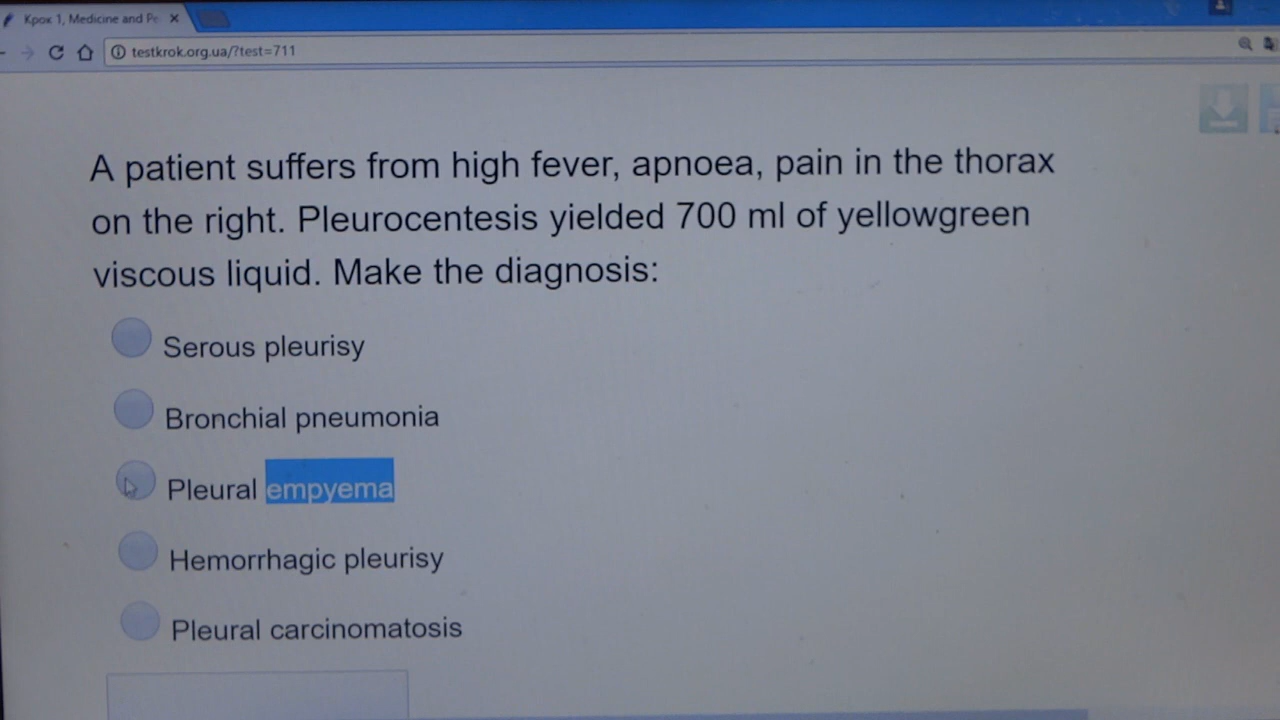 Крок 1, Medicine and Pe
testkrok.org.ua/?test=711
A patient suffers from high fever, apnoea, pain in the thorax
on the right. Pleurocentesis yielded 700 ml of yellowgreen
viscous liquid. Make the diagnosis:
Serous pleurisy
Bronchial pneumonia
Pleural empyema
Hemorrhagic pleurisy
Pleural carcinomatosis